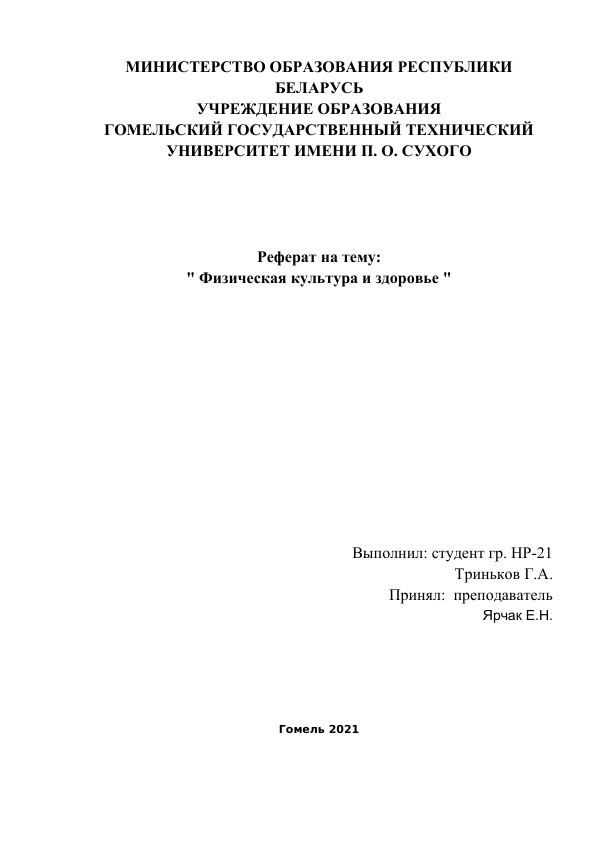 МИНИСТЕРСТВО ОБРАЗОВАНИЯ РЕСПУБЛИКИ
БЕЛАРУСЬ
УЧРЕЖДЕНИЕ ОБРАЗОВАНИЯ
ГОМЕЛЬСКИЙ ГОСУДАРСТВЕННЫЙ ТЕХНИЧЕСКИЙ
УНИВЕРСИТЕТ ИМЕНИ П. О. СУХОГО
Реферат на тему:
" Физическая культура и здоровье "
Выполнил: студент гр. НР-21
Триньков Г.А.
Принял:  преподаватель
Ярчак Е.Н.
Гомель 2021